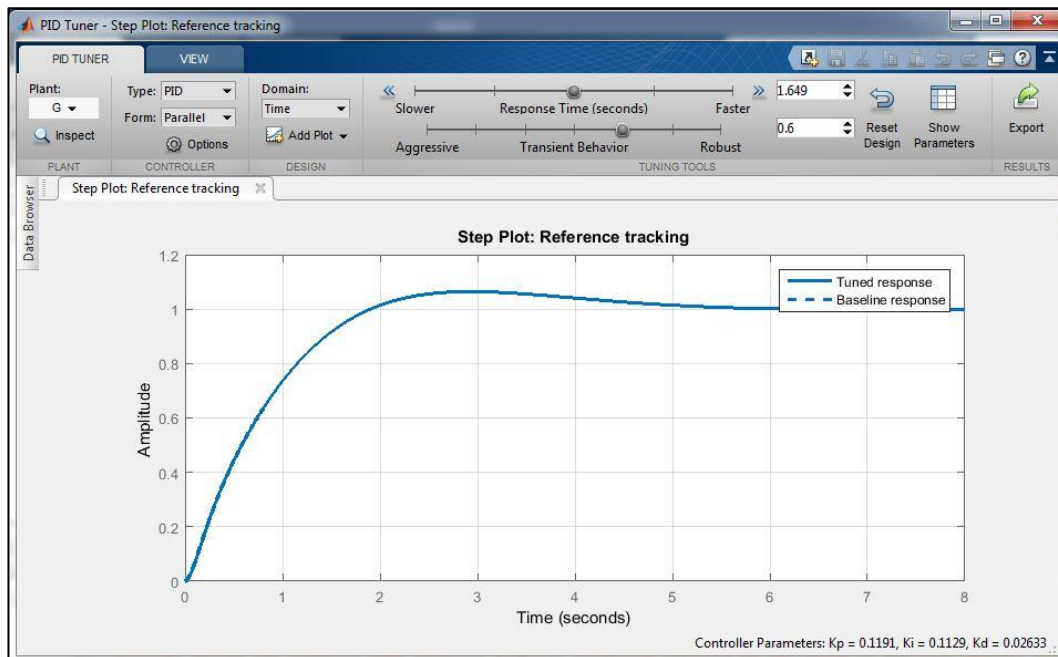 PID Tuner - Step Plot: Reference tracking
PID TUNER VIEW
Plant: Type: PID Domain: Slower Response Time (seconds) Faster 1.649
G Form: Parallel Time Aggressive Transient Behavior Robust 0.6 Reset Design Show Parameters Export
Inspect Options Add Plot
PLANT CONTROLLER DESIGN TUNING TOOLS RESULTS
Data Browser
Step Plot: Reference tracking
Step Plot: Reference tracking
Tuned response
Baseline response
Amplitude
1.2
1
0.8
0.6
0.4
0.2
0
0 1 2 3 4 5 6 7 8
Time (seconds)
Controller Parameters: Kp = 0.1191, Ki = 0.1129, Kd = 0.02633